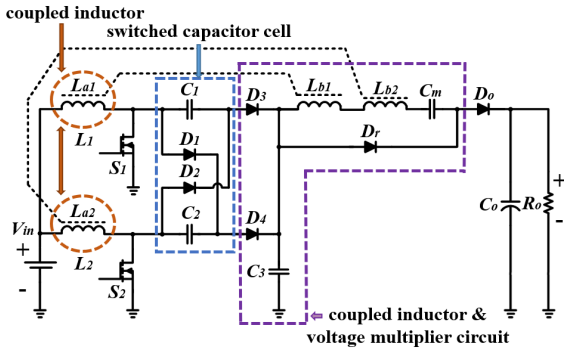 coupled inductor
switched capacitor cell
La1
C1
D3
Lb1
Lb2
Cm
Do
L1
S1
D1
D2
Dr
Vin
+
-
La2
L2
S2
C2
D4
C3
Co
Ro
+
-
coupled inductor &
voltage multiplier circuit